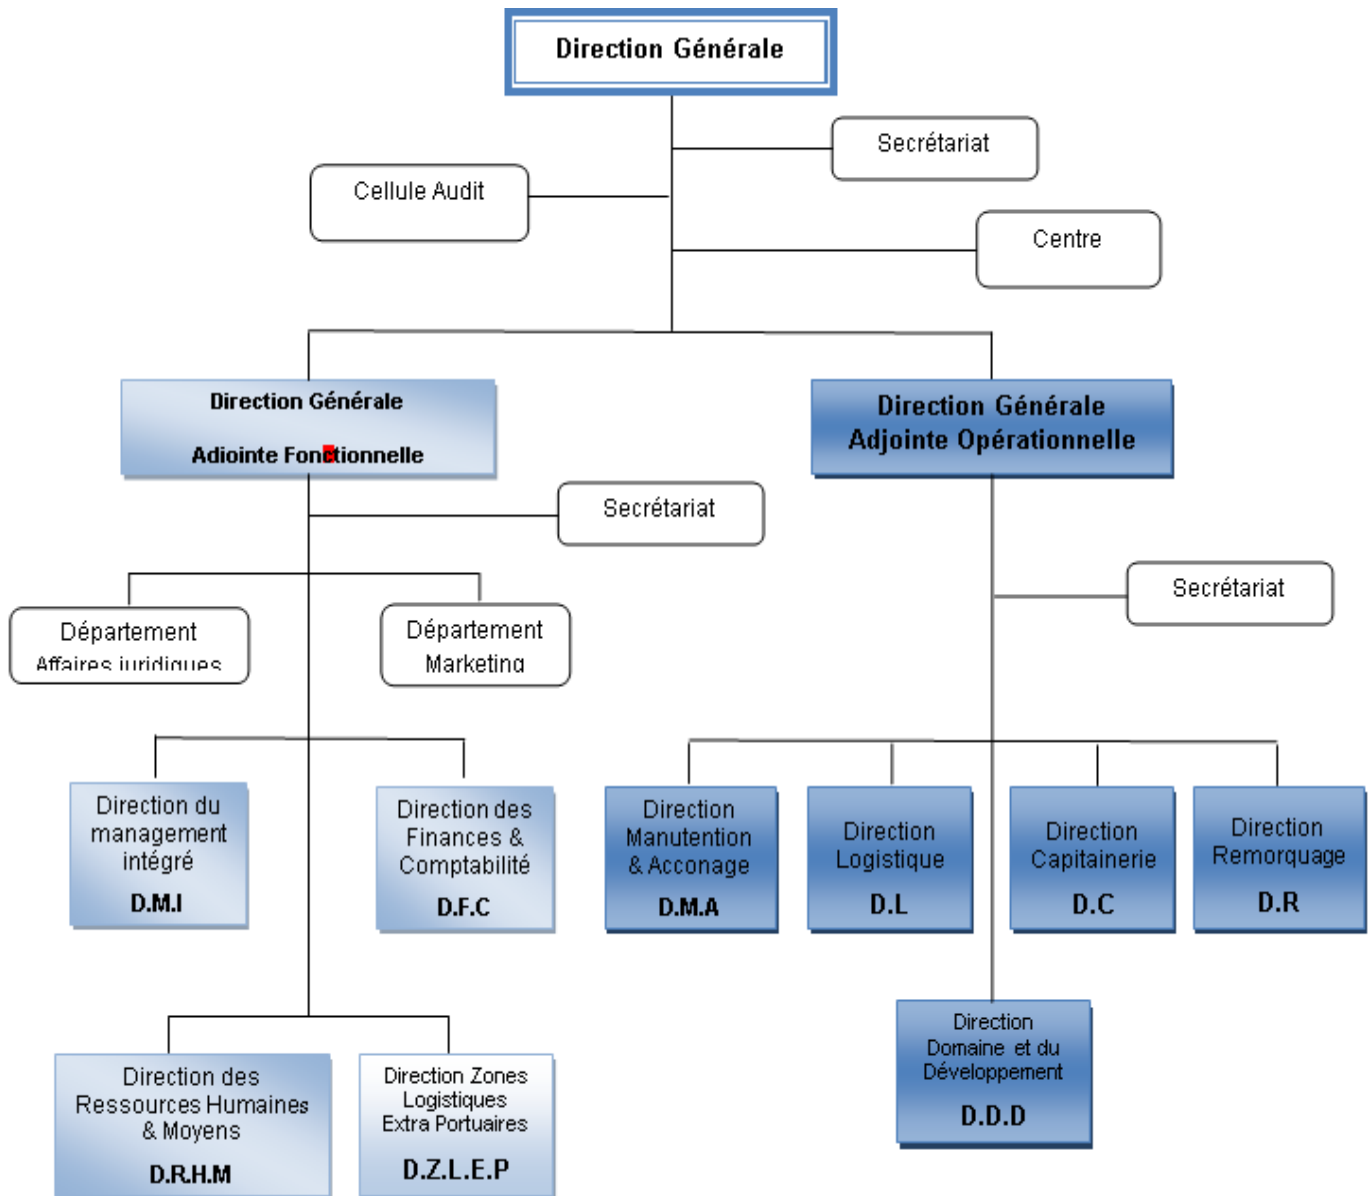 Direction Générale
Secrétariat
Cellule Audit
Centre
Direction Générale
Adjointe Fonctionnelle
Direction Générale
Adjointe Opérationnelle
Secrétariat
Secrétariat
Département
Affaires juridiques
Département
Marketing
Direction du
management
intégré
D.M.I
Direction des
Finances &
Comptabilité
D.F.C
Direction
Manutention
& Acconage
D.M.A
Direction
Logistique
D.L
Direction
Capitainerie
D.C
Direction
Remorquage
D.R
Direction des
Ressources Humaines
& Moyens
D.R.H.M
Direction Zones
Logistiques
Extra Portuaires
D.Z.L.E.P
Direction
Domaine et du
Développement
D.D.D